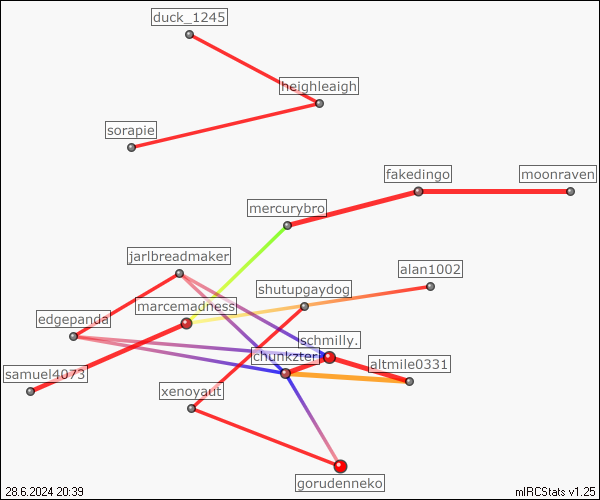 duck_1245
heighleaigh
sorapie
fakedingo
moonraven
mercurybro
jarlbreadmaker
alan1002
shutupgaydog
marcemadness
edgepanda
schmilly.
chunkzter
altmile0331
samuel4073
xenoyaut
gorudenneko
28.6.2024 20:39
mIRCStats v1.25